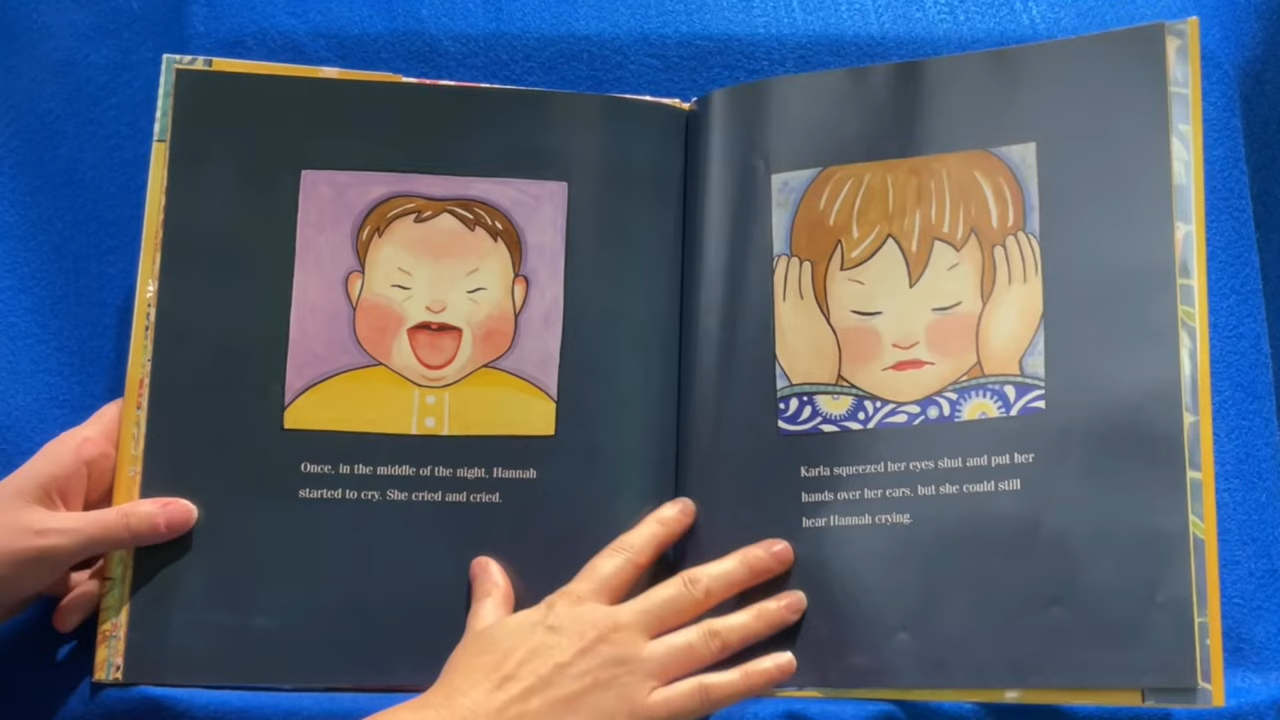 Once, in the middle of the night, Hannah
started to cry. She cried and cried.
Karla squeezed her eyes shut and put her
hands over her ears, but she could still
hear Hannah crying.